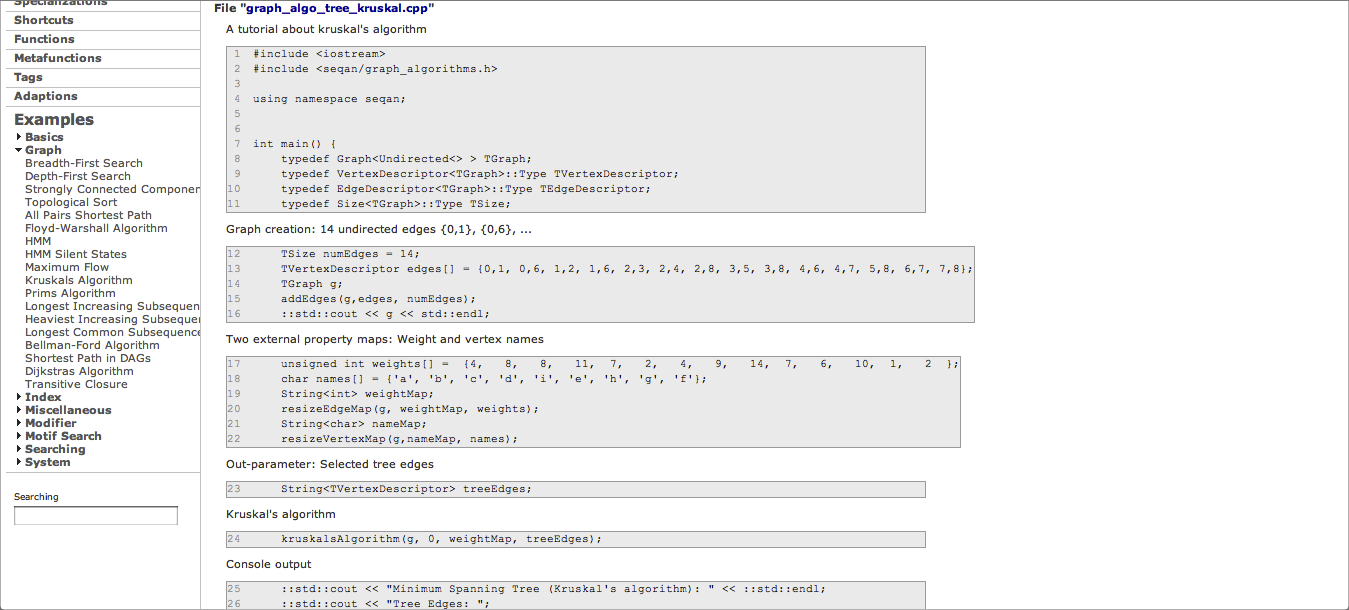 Specializations
Shortcuts
Functions
Metafunctions
Tags
Adaptions
Examples
Basics
Graph
Breadth-First Search
Depth-First Search
Strongly Connected Componen
Topological Sort
All Pairs Shortest Path
Floyd-Warshall Algorithm
HMM
HMM Silent States
Maximum Flow
Kruskals Algorithm
Prims Algorithm
Longest Increasing Subsequen
Heaviest Increasing Subseque
Longest Common Subsequence
Bellman-Ford Algorithm
Shortest Path in DAGs
Dijkstras Algorithm
Transitive Closure
Index
Miscellaneous
Modifier
Motif Search
Searching
System
Searching
File "graph_algo_tree_kruskal.cpp"
A tutorial about kruskal's algorithm
1 #include <iostream>
2 #include <seqan/graph_algorithms.h>
3
4 using namespace seqan;
5
6
7 int main() {
8 typedef Graph<Undirected<> > TGraph;
9 typedef VertexDescriptor<TGraph>::Type TVertexDescriptor;
10 typedef EdgeDescriptor<TGraph>::Type TEdgeDescriptor;
11 typedef Size<TGraph>::Type TSize;
Graph creation: 14 undirected edges {0,1}, {0,6}, ...
12 TSize numEdges = 14;
13 TVertexDescriptor edges[] = {0,1, 0,6, 1,2, 1,6, 2,3, 2,4, 2,8, 3,5, 3,8, 4,6, 4,7, 5,8, 6,7, 7,8};
14 TGraph g;
15 addEdges(g,edges, numEdges);
16 ::std::cout << g << std::endl;
Two external property maps: Weight and vertex names
17 unsigned int weights[] = {4, 8, 8, 11, 7, 2, 4, 9, 14, 7, 6, 10, 1, 2 };
18 char names[] = {'a', 'b', 'c', 'd', 'i', 'e', 'h', 'g', 'f'};
19 String<int> weightMap;
20 resizeEdgeMap(g, weightMap, weights);
21 String<char> nameMap;
22 resizeVertexMap(g,nameMap, names);
Out-parameter: Selected tree edges
23 String<TVertexDescriptor> treeEdges;
Kruskal's algorithm
24 kruskalsAlgorithm(g, 0, weightMap, treeEdges);
Console output
25 ::std::cout << "Minimum Spanning Tree (Kruskal's algorithm): " << ::std::endl;
26 ::std::cout << "Tree Edges: ";